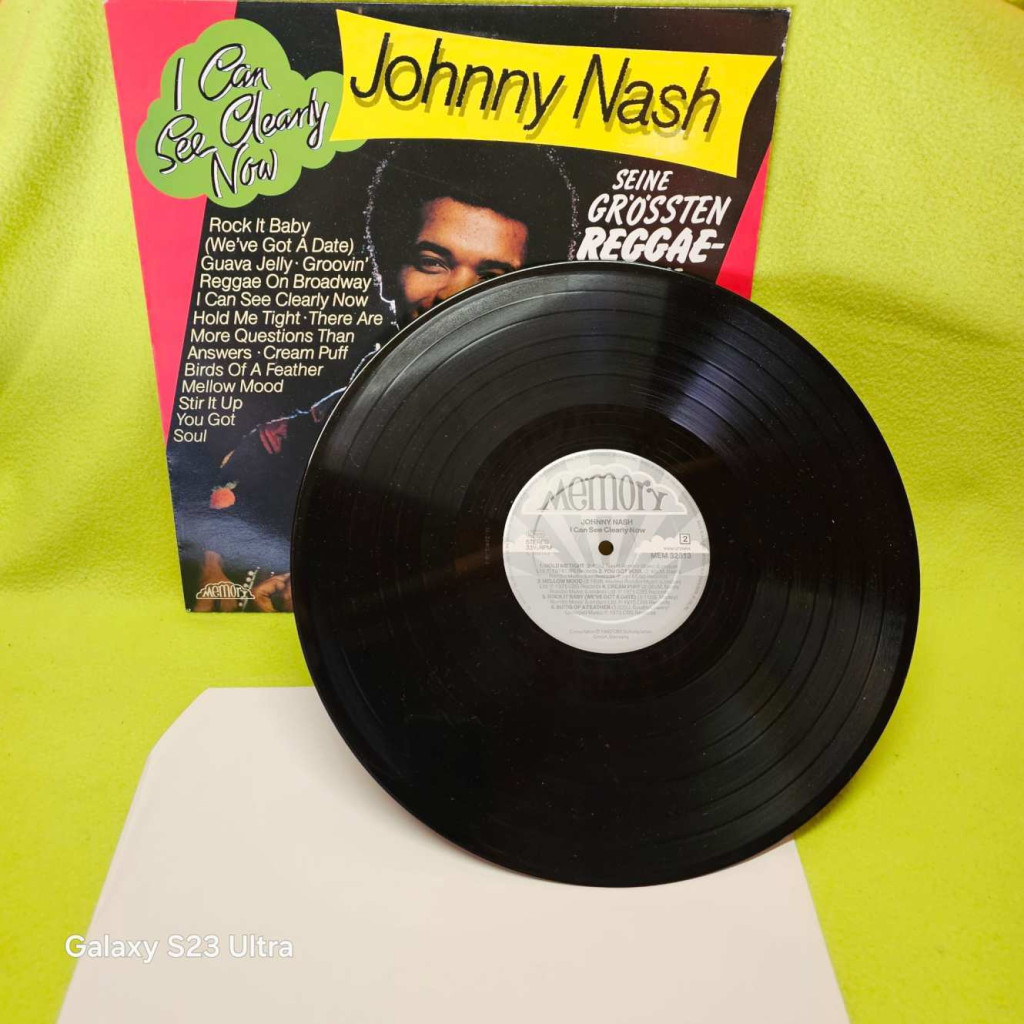 I Can
See Clearly
Now
Johnny Nash
SEINE
GRÖSSTEN
REGGAE-
Rock It Baby
(We've Got A Date)
Guava Jelly · Groovin'
Reggae On Broadway
I Can See Clearly Now
Hold Me Tight · There Are
More Questions Than
Answers · Cream Puff
Birds Of A Feather
Mellow Mood
Stir It Up
You Got
Soul
Memory
Memory
JOHNNY NASH
I Can See Clearly Now
STEREO
2
MEM 32013
Galaxy S23 Ultra